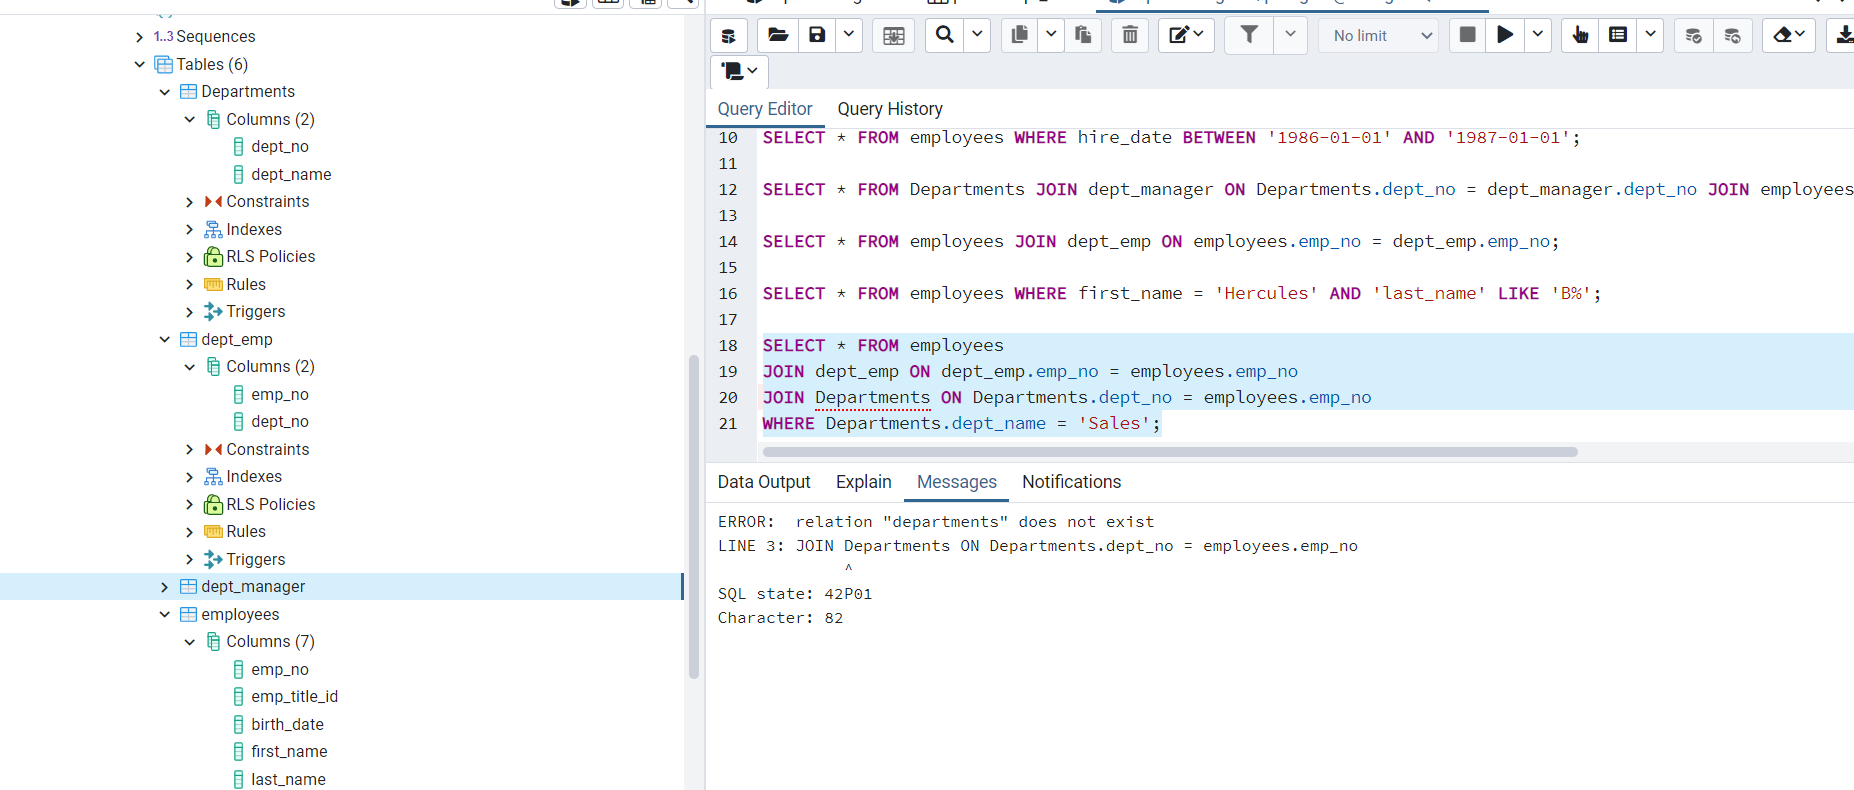 1..3 Sequences
Tables (6)
Departments
Columns (2)
dept_no
dept_name
Constraints
Indexes
RLS Policies
Rules
Triggers
dept_emp
Columns (2)
emp_no
dept_no
Constraints
Indexes
RLS Policies
Rules
Triggers
dept_manager
employees
Columns (7)
emp_no
emp_title_id
birth_date
first_name
last_name
No limit
Query Editor Query History
10 SELECT * FROM employees WHERE hire_date BETWEEN '1986-01-01' AND '1987-01-01';
11
12 SELECT * FROM Departments JOIN dept_manager ON Departments.dept_no = dept_manager.dept_no JOIN employees
13
14 SELECT * FROM employees JOIN dept_emp ON employees.emp_no = dept_emp.emp_no;
15
16 SELECT * FROM employees WHERE first_name = 'Hercules' AND 'last_name' LIKE 'B%';
17
18 SELECT * FROM employees
19 JOIN dept_emp ON dept_emp.emp_no = employees.emp_no
20 JOIN Departments ON Departments.dept_no = employees.emp_no
21 WHERE Departments.dept_name = 'Sales';
Data Output Explain Messages Notifications
ERROR:  relation "departments" does not exist
LINE 3: JOIN Departments ON Departments.dept_no = employees.emp_no
^
SQL state: 42P01
Character: 82